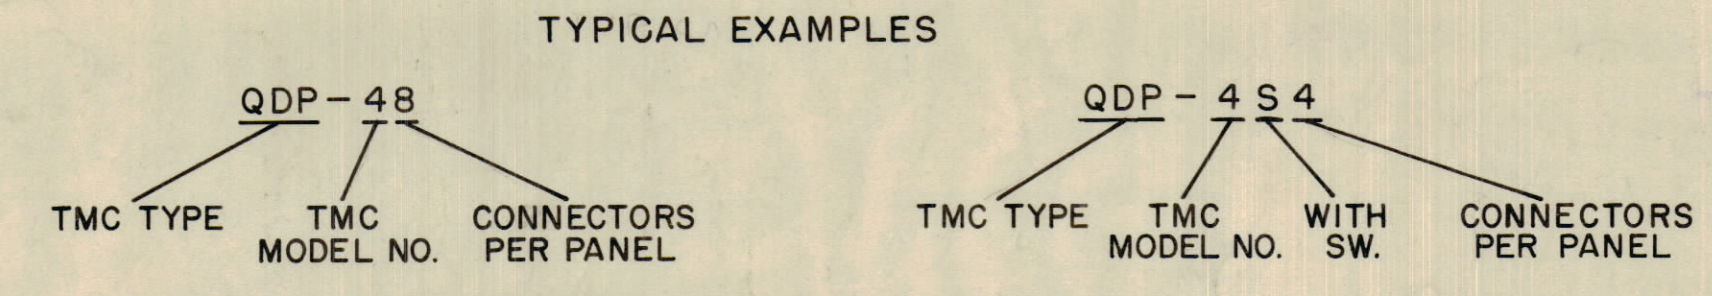 TYPICAL EXAMPLES
QDP - 48
TMC TYPE
TMC
MODEL NO.
CONNECTORS
PER PANEL
QDP - 4 S 4
TMC TYPE
TMC
MODEL NO.
WITH
SW.
CONNECTORS
PER PANEL